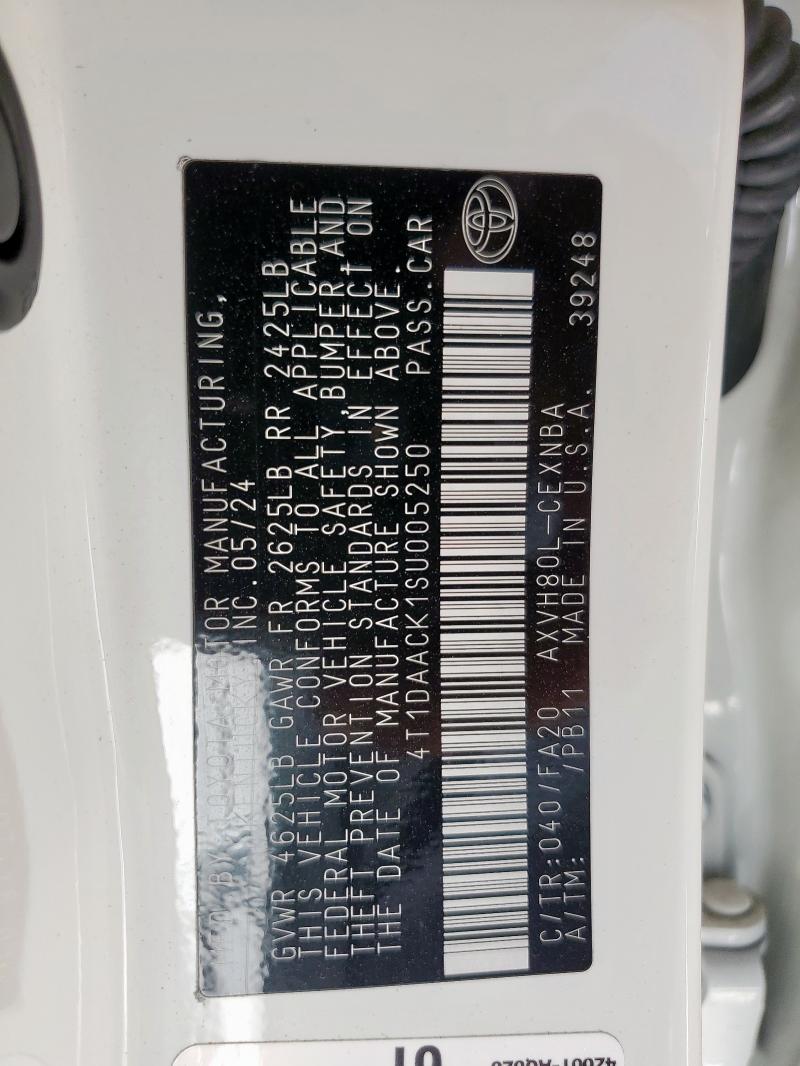 MFD BY TOYOTA MOTOR MANUFACTURING,
KENTUCKY, INC. 05/24
GVWR 4625LB GAWR FR 2625LB RR 2425LB
THIS VEHICLE CONFORMS TO ALL APPLICABLE
FEDERAL MOTOR VEHICLE SAFETY, BUMPER, AND
THEFT PREVENTION STANDARDS IN EFFECT ON
THE DATE OF MANUFACTURE SHOWN ABOVE.
4T1DAACK1SU005250 PASS.CAR
C/TR:040/FA20 AXVH80L-CEXNBA
A/TM: /PB11 MADE IN U.S.A. 39248